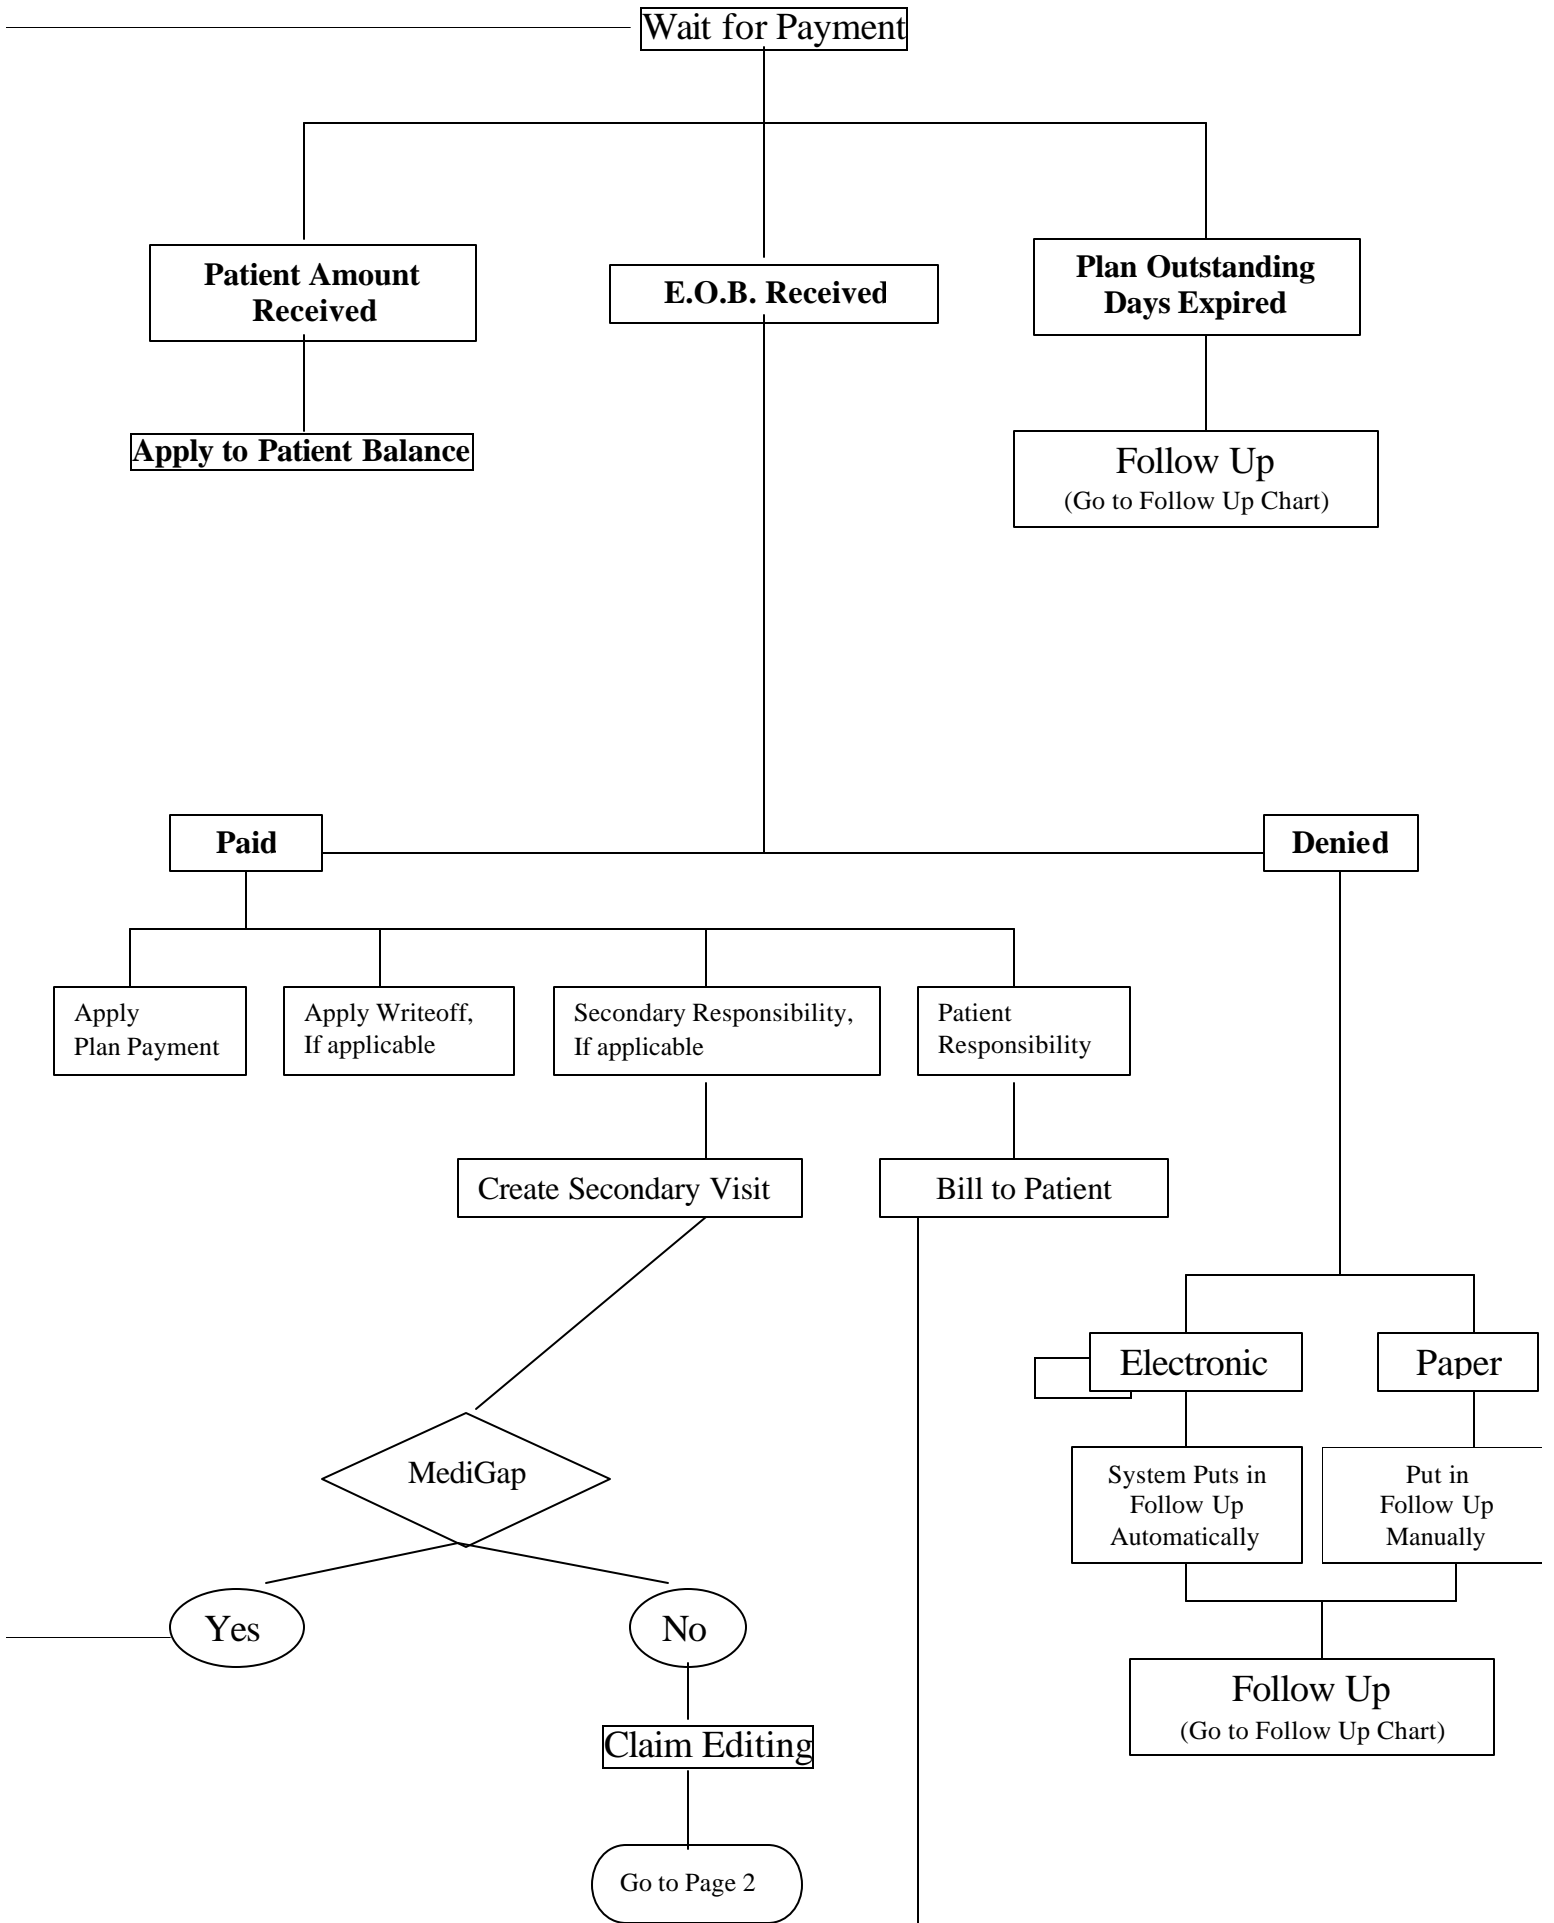 Wait for Payment
Patient Amount
Received
E.O.B. Received
Plan Outstanding
Days Expired
Apply to Patient Balance
Follow Up
(Go to Follow Up Chart)
Paid
Denied
Apply
Plan Payment
Apply Writeoff,
If applicable
Secondary Responsibility,
If applicable
Patient
Responsibility
Create Secondary Visit
Bill to Patient
Electronic
Paper
MediGap
System Puts in
Follow Up
Automatically
Put in
Follow Up
Manually
Yes
No
Follow Up
(Go to Follow Up Chart)
Claim Editing
Go to Page 2